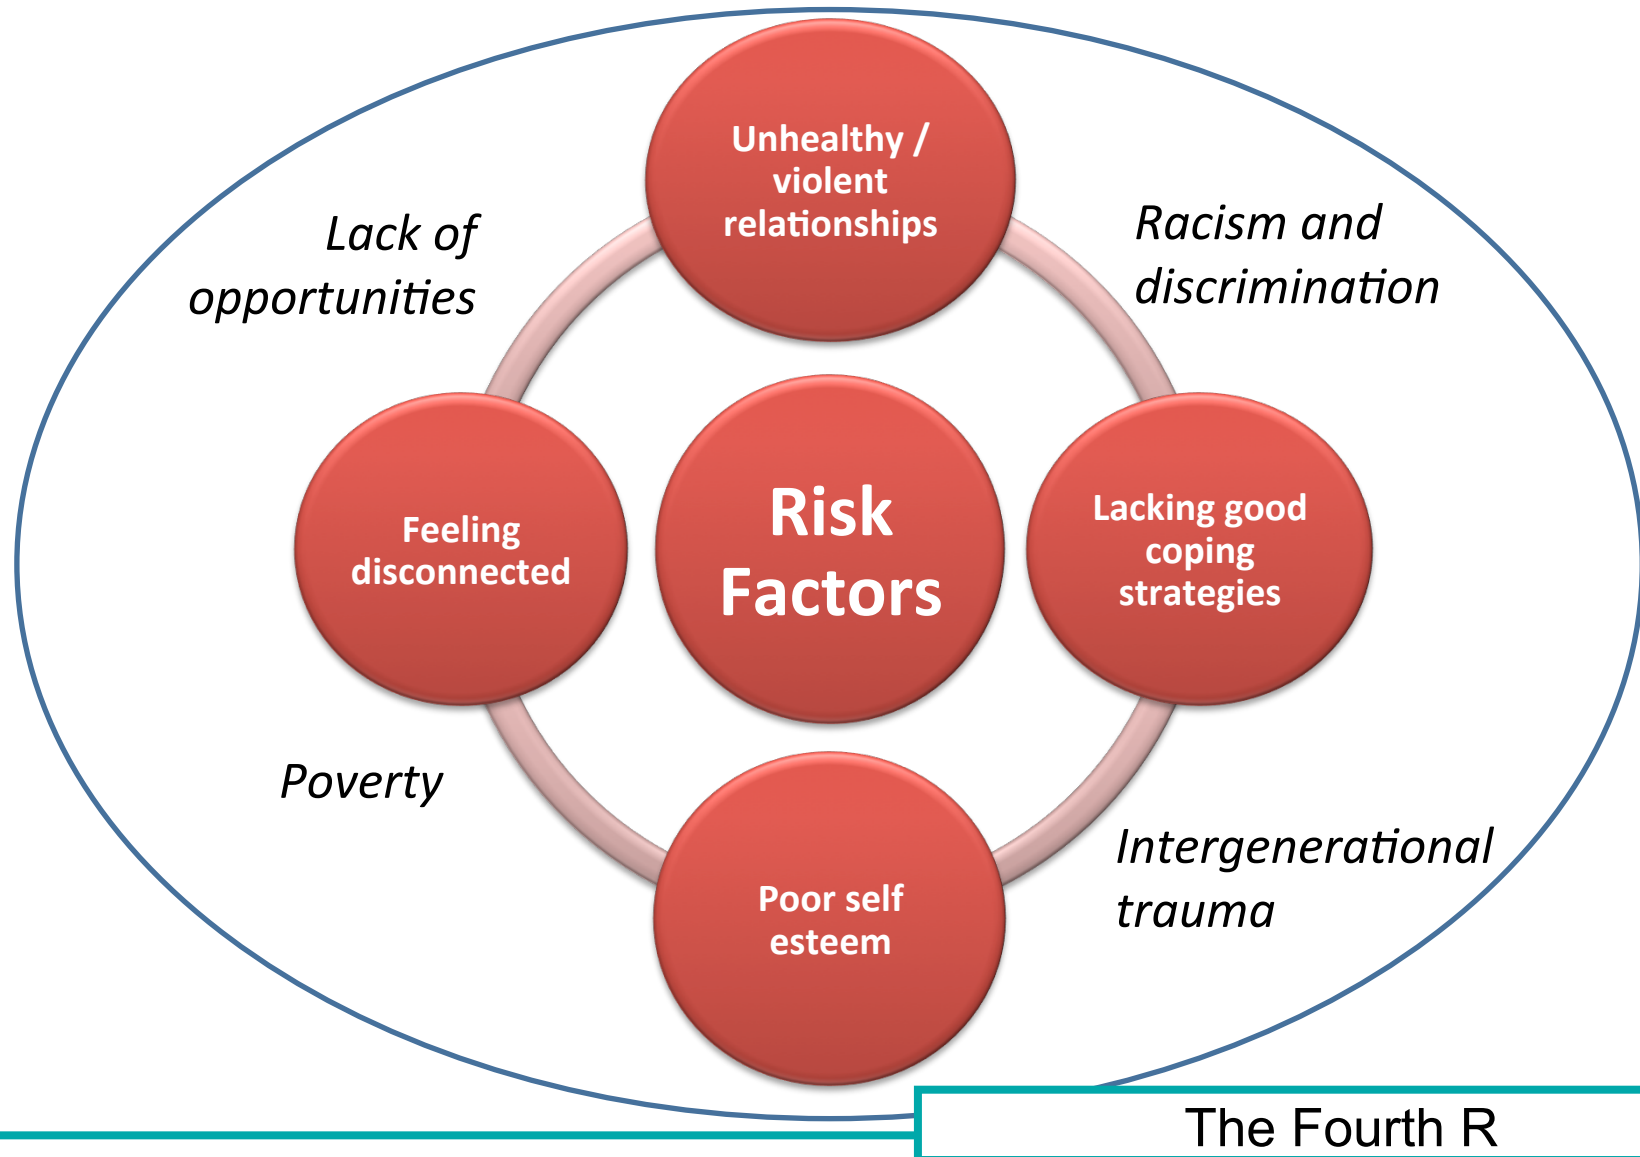 Unhealthy /
violent
relationships
Lack of
opportunities
Racism and
discrimination
Feeling
disconnected
Risk
Factors
Lacking good
coping
strategies
Poverty
Poor self
esteem
Intergenerational
trauma
The Fourth R